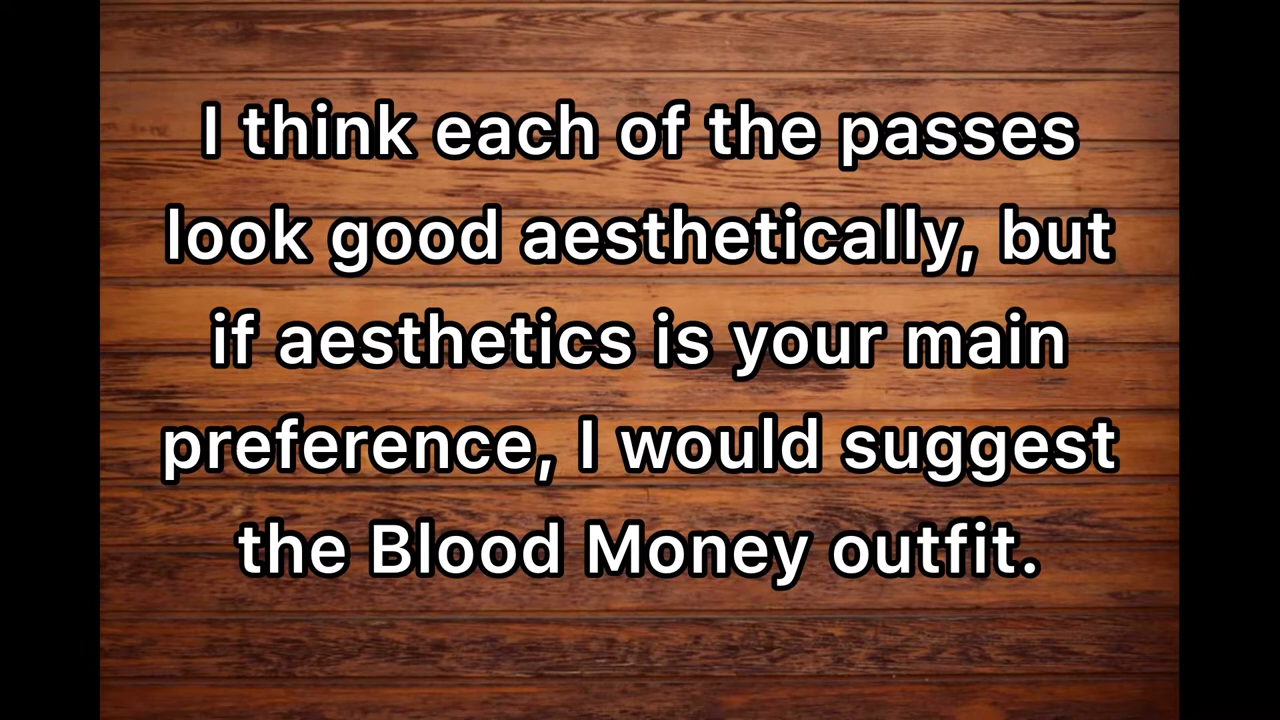 I think each of the passes
look good aesthetically, but
if aesthetics is your main
preference, I would suggest
the Blood Money outfit.